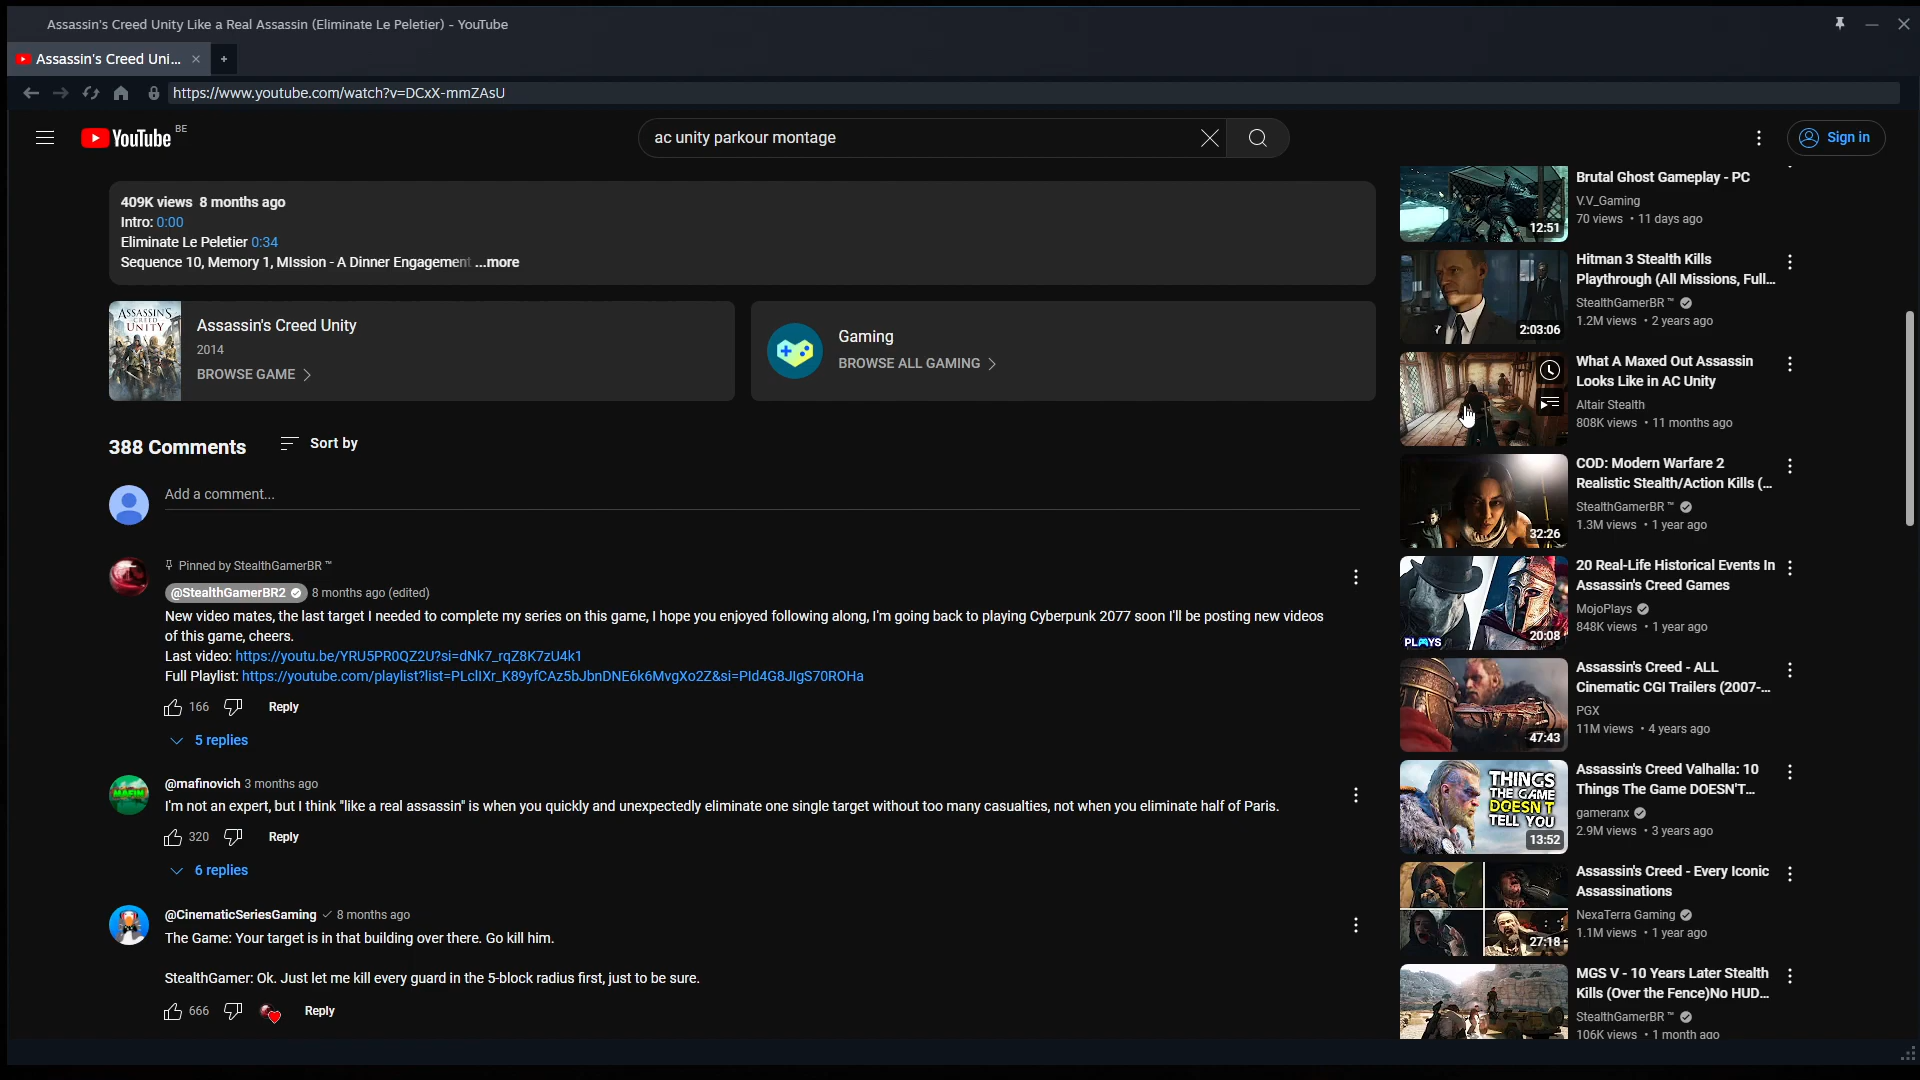 Assassin's Creed Unity Like a Real Assassin (Eliminate Le Peletier) - YouTube
Assassin's Creed Uni...
https://www.youtube.com/watch?v=DCxX-mmZAsU
YouTube BE
ac unity parkour montage
Sign in
409K views 8 months ago
Intro: 0:00
Eliminate Le Peletier 0:34
Sequence 10, Memory 1, MIssion - A Dinner Engagement ...more
ASSASSIN'S CREED UNITY
Assassin's Creed Unity
2014
BROWSE GAME
Gaming
BROWSE ALL GAMING
388 Comments
Sort by
Add a comment...
Pinned by StealthGamerBR ™
@StealthGamerBR2 8 months ago (edited)
New video mates, the last target I needed to complete my series on this game, I hope you enjoyed following along, I'm going back to playing Cyberpunk 2077 soon I'll be posting new videos
of this game, cheers.
Last video: https://youtu.be/YRU5PR0QZ2U?si=dNk7_rqZ8K7zU4k1
Full Playlist: https://youtube.com/playlist?list=PLclIXr_K89yfCAz5bJbnDNE6k6MvgXo2Z&si=PId4G8JIgS70ROHa
166
Reply
5 replies
MAFIN
@mafinovich 3 months ago
I'm not an expert, but I think "like a real assassin" is when you quickly and unexpectedly eliminate one single target without too many casualties, not when you eliminate half of Paris.
320
Reply
6 replies
@CinematicSeriesGaming 8 months ago
The Game: Your target is in that building over there. Go kill him.
StealthGamer: Ok. Just let me kill every guard in the 5-block radius first, just to be sure.
666
Reply
Brutal Ghost Gameplay - PC
V.V_Gaming
70 views • 11 days ago
12:51
Hitman 3 Stealth Kills
Playthrough (All Missions, Full...
StealthGamerBR ™
1.2M views • 2 years ago
2:03:06
What A Maxed Out Assassin
Looks Like in AC Unity
Altair Stealth
808K views • 11 months ago
COD: Modern Warfare 2
Realistic Stealth/Action Kills (...
StealthGamerBR ™
1.3M views • 1 year ago
32:26
20 Real-Life Historical Events In
Assassin's Creed Games
MojoPlays
848K views • 1 year ago
PLAYS
20:08
Assassin's Creed - ALL
Cinematic CGI Trailers (2007-...
PGX
11M views • 4 years ago
47:43
THINGS
THE GAME
DOESN'T
TELL YOU
13:52
Assassin's Creed Valhalla: 10
Things The Game DOESN'T...
gameranx
2.9M views • 3 years ago
Assassin's Creed - Every Iconic
Assassinations
NexaTerra Gaming
1.1M views • 1 year ago
27:18
MGS V - 10 Years Later Stealth
Kills (Over the Fence)No HUD...
StealthGamerBR ™
106K views • 1 month ago